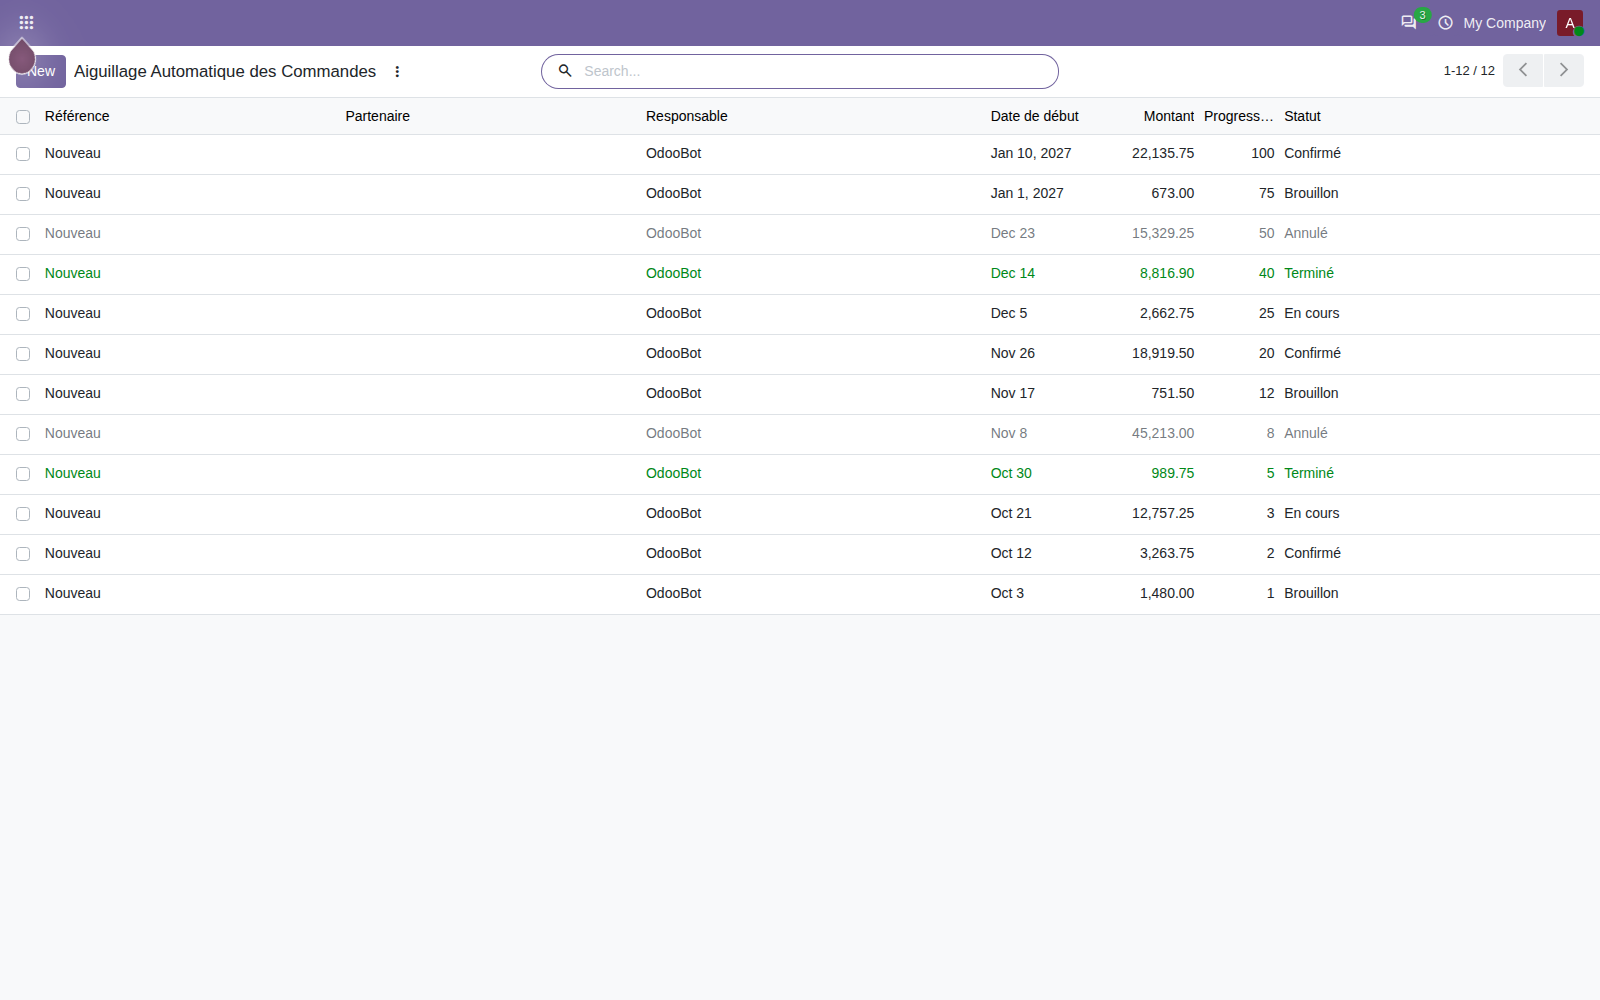 3 My Company A
New Aiguillage Automatique des Commandes Search... 1-12 / 12
Référence Partenaire Responsable Date de début Montant Progress... Statut
Nouveau OdooBot Jan 10, 2027 22,135.75 100 Confirmé
Nouveau OdooBot Jan 1, 2027 673.00 75 Brouillon
Nouveau OdooBot Dec 23 15,329.25 50 Annulé
Nouveau OdooBot Dec 14 8,816.90 40 Terminé
Nouveau OdooBot Dec 5 2,662.75 25 En cours
Nouveau OdooBot Nov 26 18,919.50 20 Confirmé
Nouveau OdooBot Nov 17 751.50 12 Brouillon
Nouveau OdooBot Nov 8 45,213.00 8 Annulé
Nouveau OdooBot Oct 30 989.75 5 Terminé
Nouveau OdooBot Oct 21 12,757.25 3 En cours
Nouveau OdooBot Oct 12 3,263.75 2 Confirmé
Nouveau OdooBot Oct 3 1,480.00 1 Brouillon